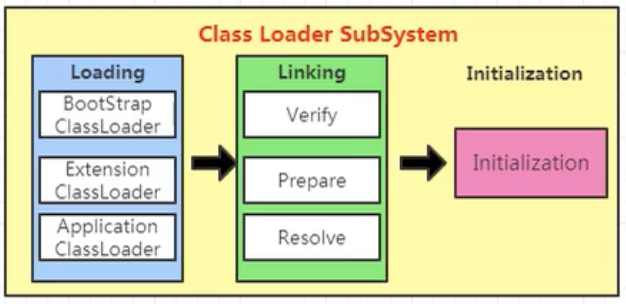 Class Loader SubSystem
Loading
BootStrap
ClassLoader
Extension
ClassLoader
Application
ClassLoader
Linking
Verify
Prepare
Resolve
Initialization
Initialization